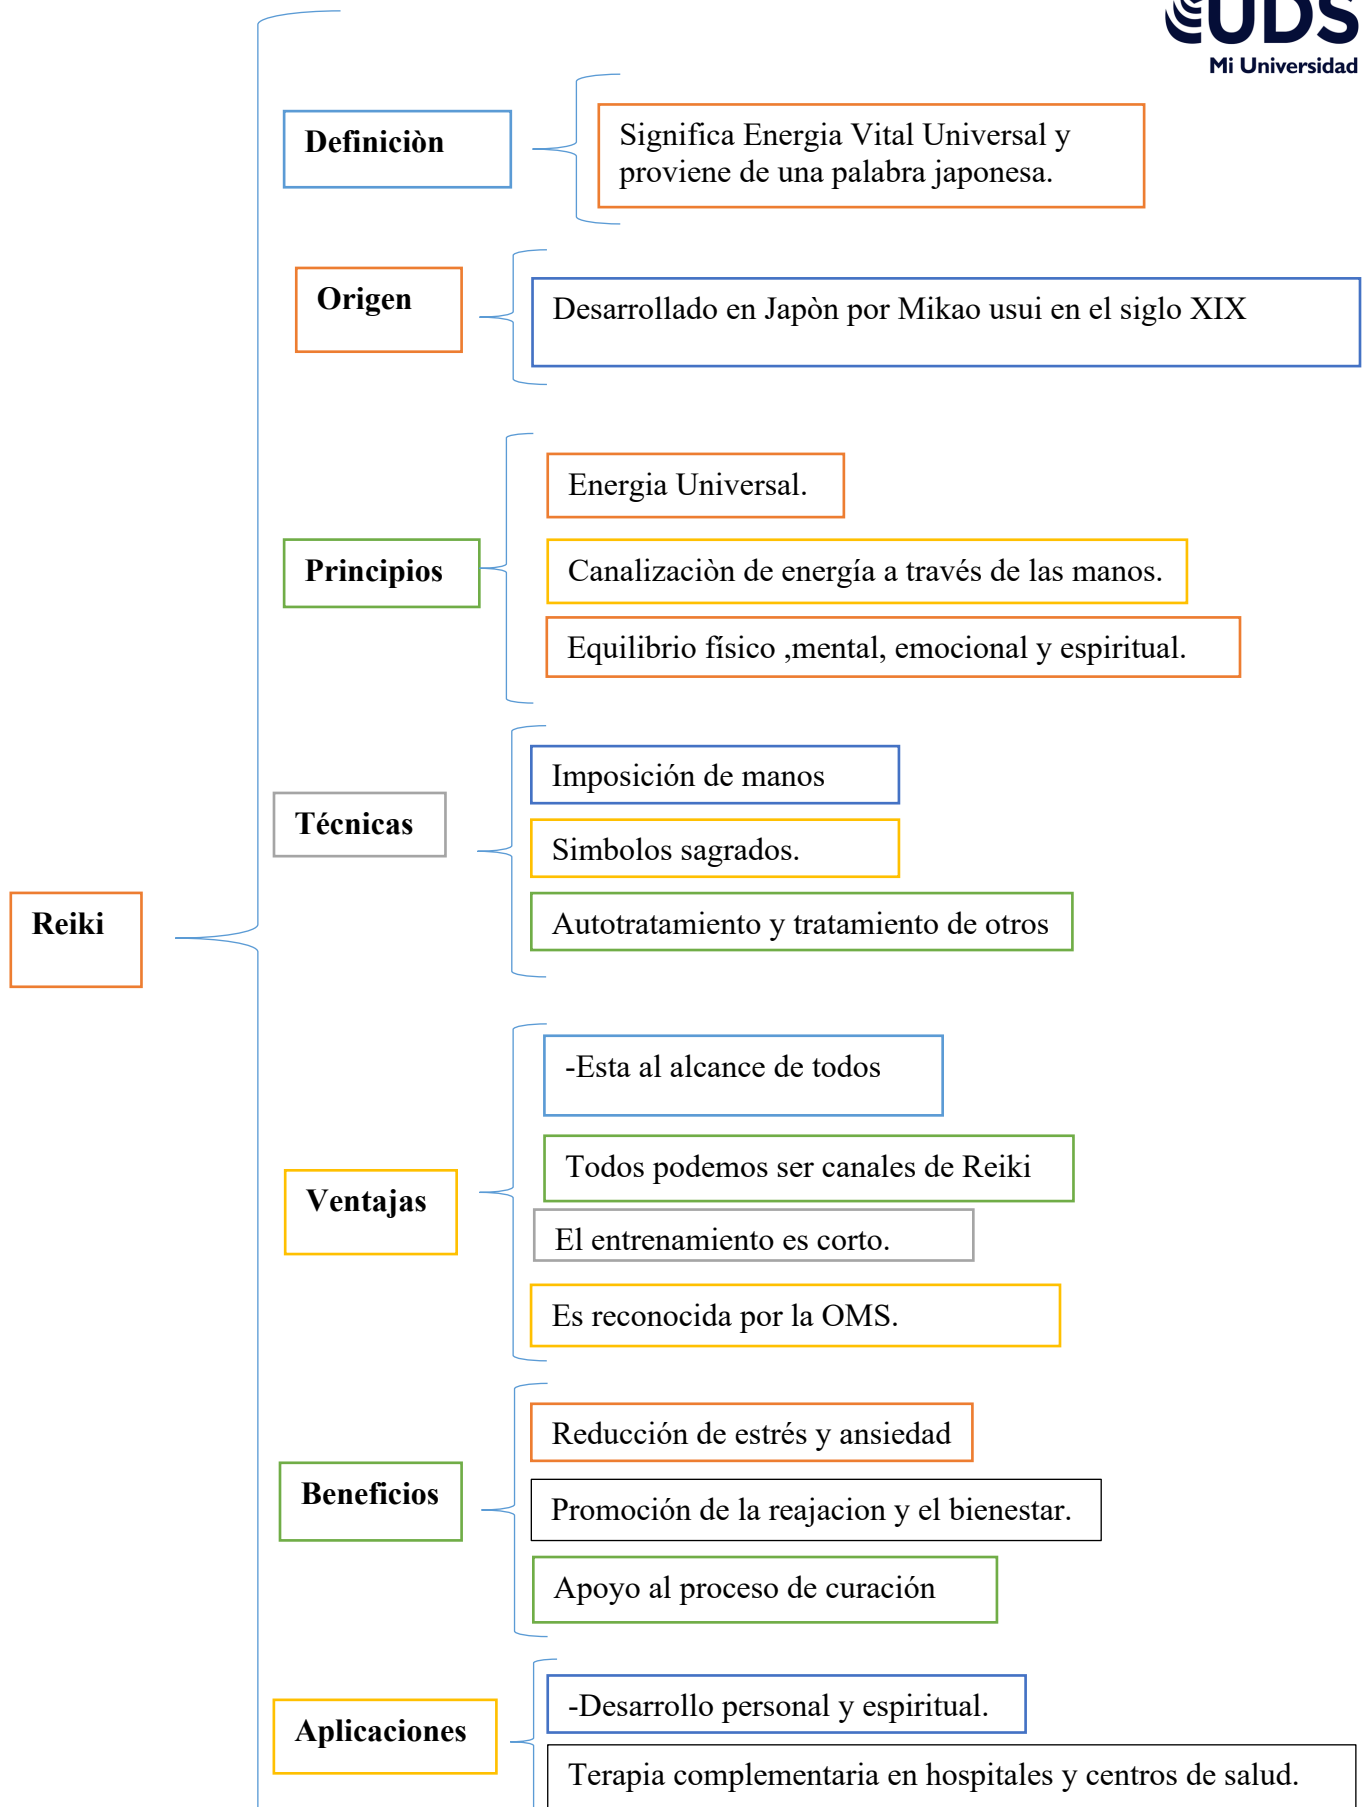 UDS
Mi Universidad
Definiciòn
Significa Energia Vital Universal y
proviene de una palabra japonesa.
Origen
Desarrollado en Japòn por Mikao usui en el siglo XIX
Principios
Energia Universal.
Canalizaciòn de energía a través de las manos.
Equilibrio físico ,mental, emocional y espiritual.
Técnicas
Imposición de manos
Simbolos sagrados.
Autotratamiento y tratamiento de otros
Reiki
Ventajas
-Esta al alcance de todos
Todos podemos ser canales de Reiki
El entrenamiento es corto.
Es reconocida por la OMS.
Beneficios
Reducción de estrés y ansiedad
Promoción de la reajacion y el bienestar.
Apoyo al proceso de curación
Aplicaciones
-Desarrollo personal y espiritual.
Terapia complementaria en hospitales y centros de salud.